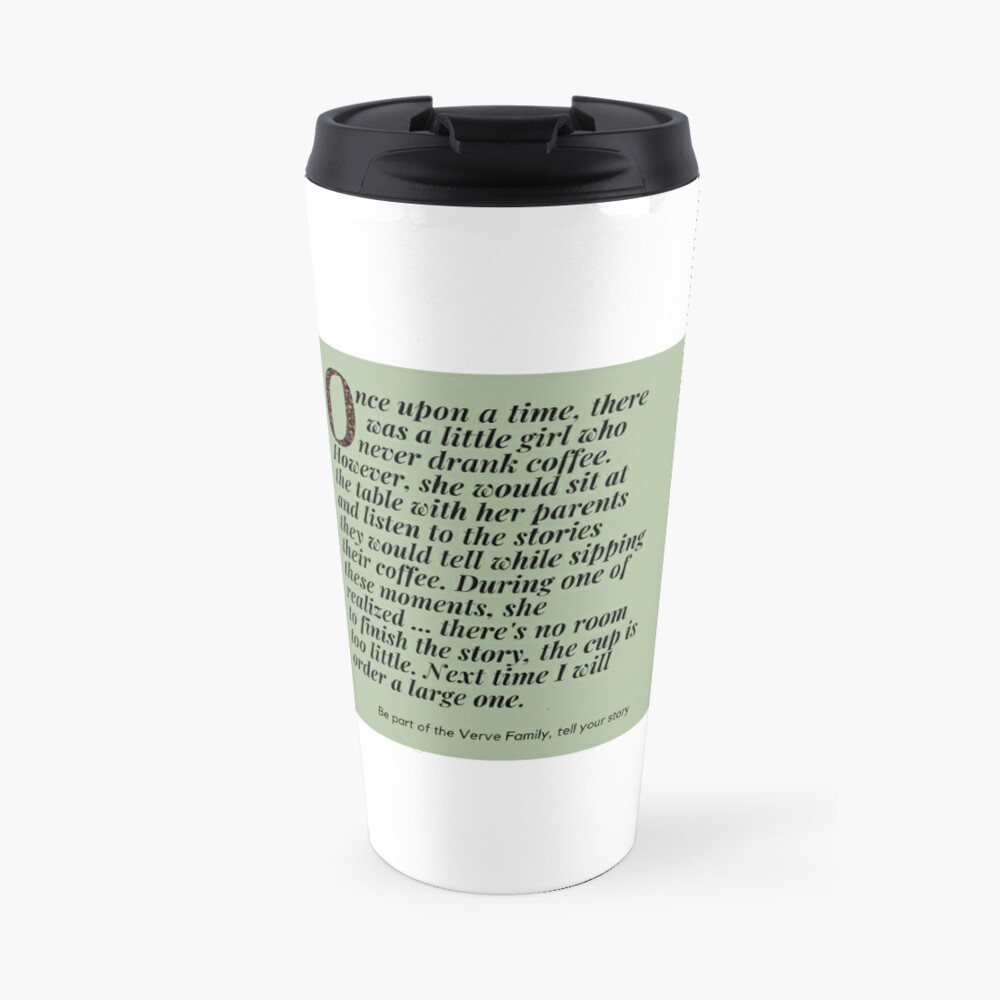 Once upon a time, there
was a little girl who
never drank coffee.
However, she would sit at
the table with her parents
and listen to the stories
they would tell while sipping
their coffee. During one of
these moments, she
realized ... there's no room
to finish the story, the cup is
too little. Next time I will
order a large one.
Be part of the Verve Family, tell your story